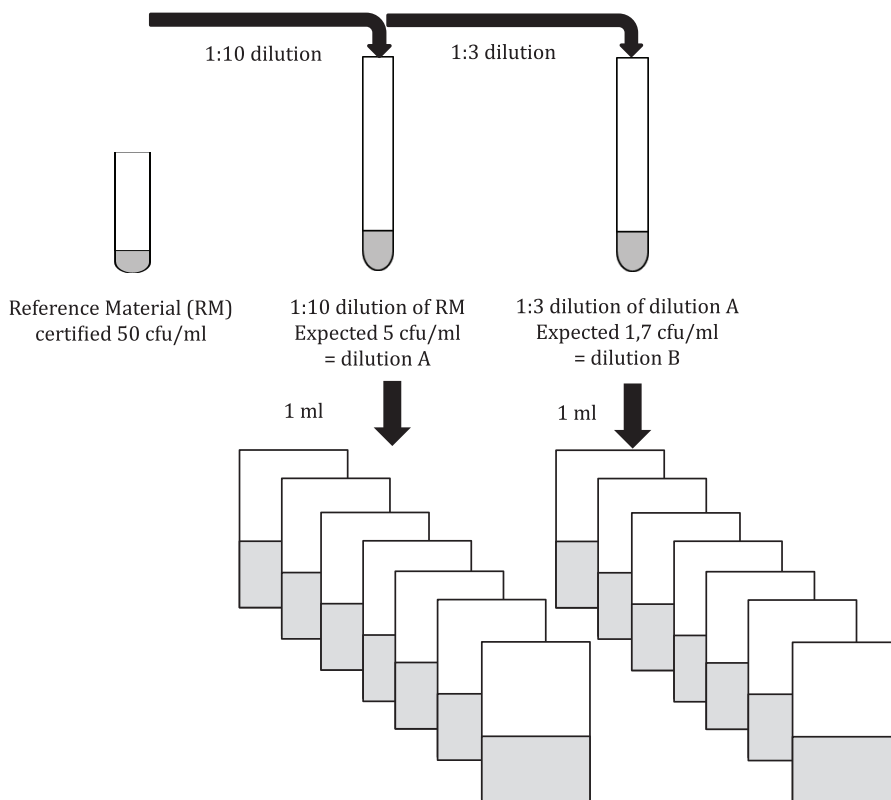 1:10 dilution
1:3 dilution
Reference Material (RM)
certified 50 cfu/ml
1:10 dilution of RM
Expected 5 cfu/ml
= dilution A
1:3 dilution of dilution A
Expected 1,7 cfu/ml
= dilution B
1 ml
1 ml